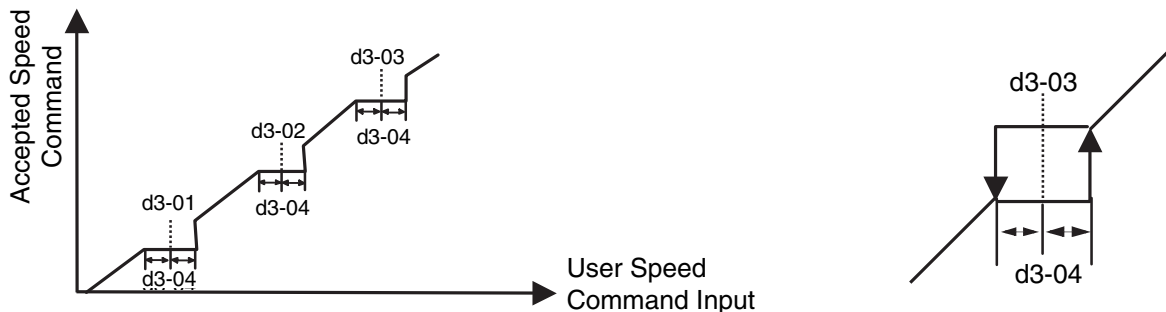 Accepted Speed
Command
d3-03
d3-04
d3-02
d3-04
d3-01
d3-04
User Speed
Command Input
d3-03
d3-04